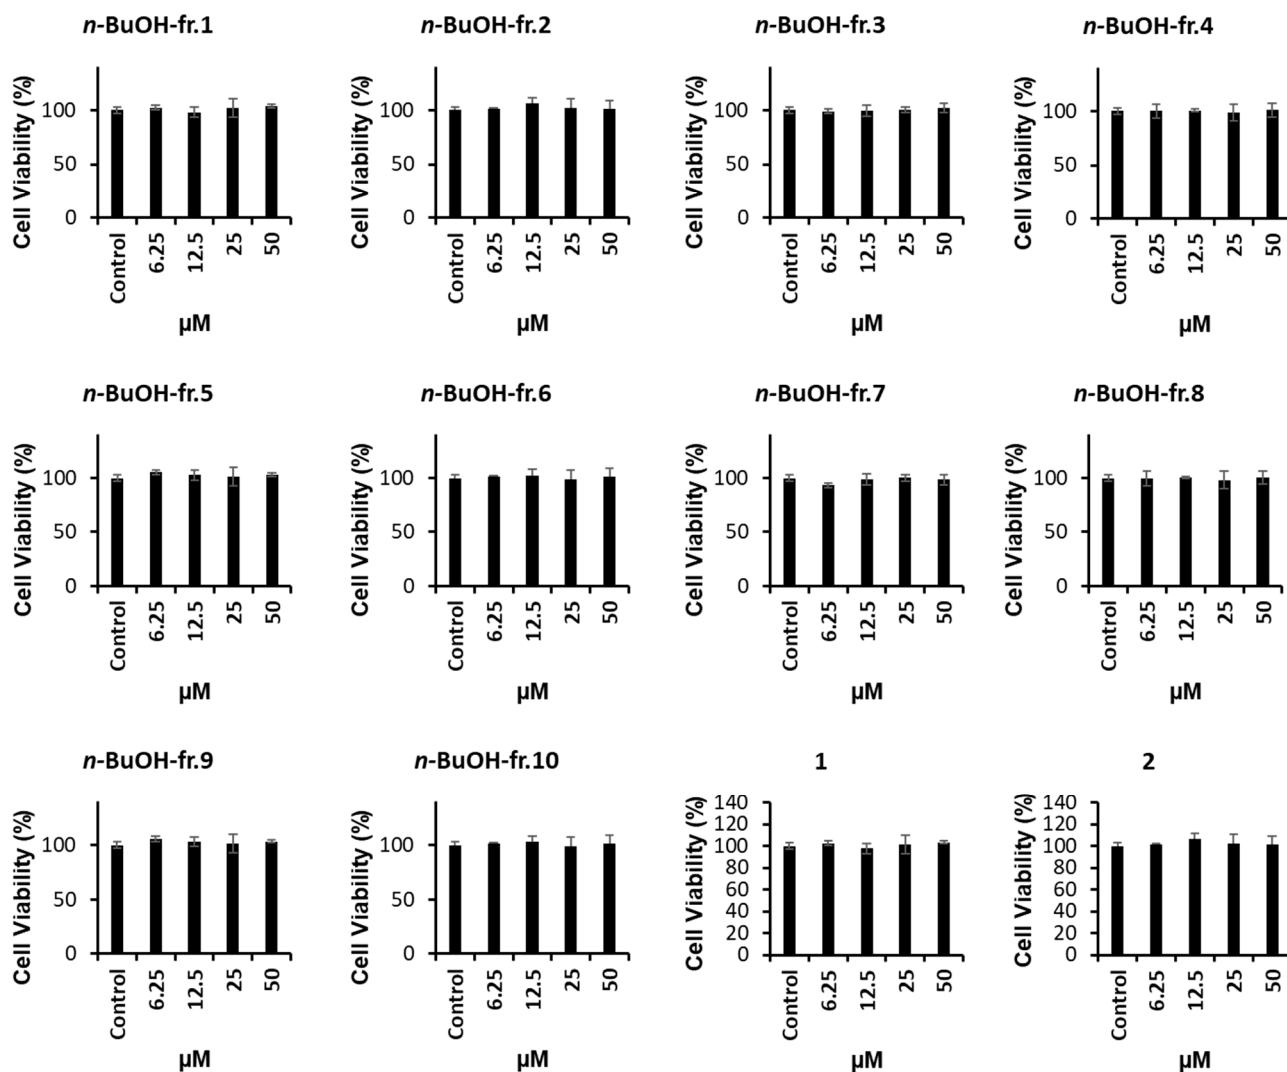 n-BuOH-fr.1
Cell Viability (%)
100
50
0
Control
6.25
12.5
25
50
µM
n-BuOH-fr.2
Cell Viability (%)
100
50
0
Control
6.25
12.5
25
50
µM
n-BuOH-fr.3
Cell Viability (%)
100
50
0
Control
6.25
12.5
25
50
µM
n-BuOH-fr.4
Cell Viability (%)
100
50
0
Control
6.25
12.5
25
50
µM
n-BuOH-fr.5
Cell Viability (%)
100
50
0
Control
6.25
12.5
25
50
µM
n-BuOH-fr.6
Cell Viability (%)
100
50
0
Control
6.25
12.5
25
50
µM
n-BuOH-fr.7
Cell Viability (%)
100
50
0
Control
6.25
12.5
25
50
µM
n-BuOH-fr.8
Cell Viability (%)
100
50
0
Control
6.25
12.5
25
50
µM
n-BuOH-fr.9
Cell Viability (%)
100
50
0
Control
6.25
12.5
25
50
µM
n-BuOH-fr.10
Cell Viability (%)
100
50
0
Control
6.25
12.5
25
50
µM
1
Cell Viability (%)
140
120
100
80
60
40
20
0
Control
6.25
12.5
25
50
µM
2
Cell Viability (%)
140
120
100
80
60
40
20
0
Control
6.25
12.5
25
50
µM